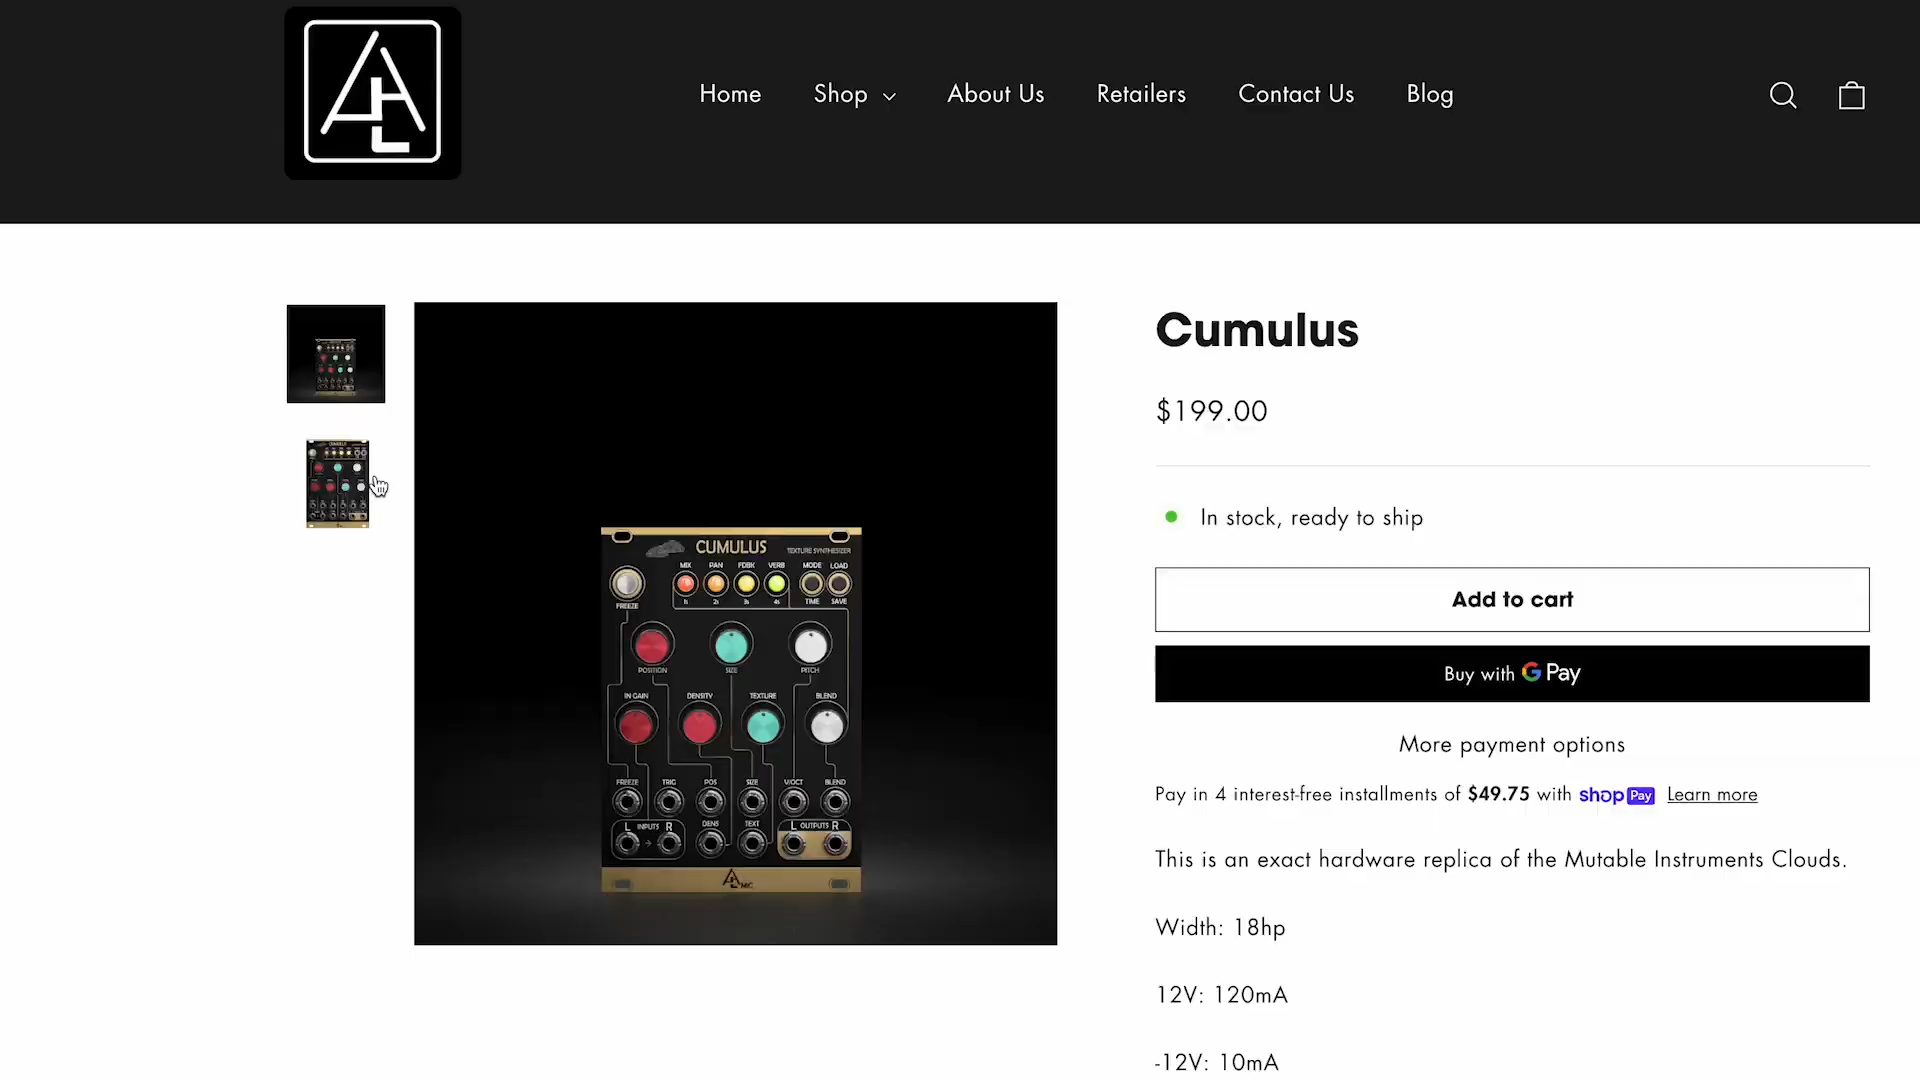 Home
Shop
About Us
Retailers
Contact Us
Blog
Cumulus
$199.00
In stock, ready to ship
Add to cart
Buy with G Pay
More payment options
Pay in 4 interest-free installments of $49.75 with shop Pay Learn more
This is an exact hardware replica of the Mutable Instruments Clouds.
Width: 18hp
12V: 120mA
-12V: 10mA
CUMULUS
TEXTURE SYNTHESIZER
MIX PAN FDBK VERB MODE LOAD
1s 2s 3s 4s TIME SAVE
FREEZE
POSITION SIZE PITCH
IN GAIN DENSITY TEXTURE BLEND
FREEZE TRIG POS SIZE V/OCT BLEND
L INPUTS R DENS TEXT L OUTPUTS R